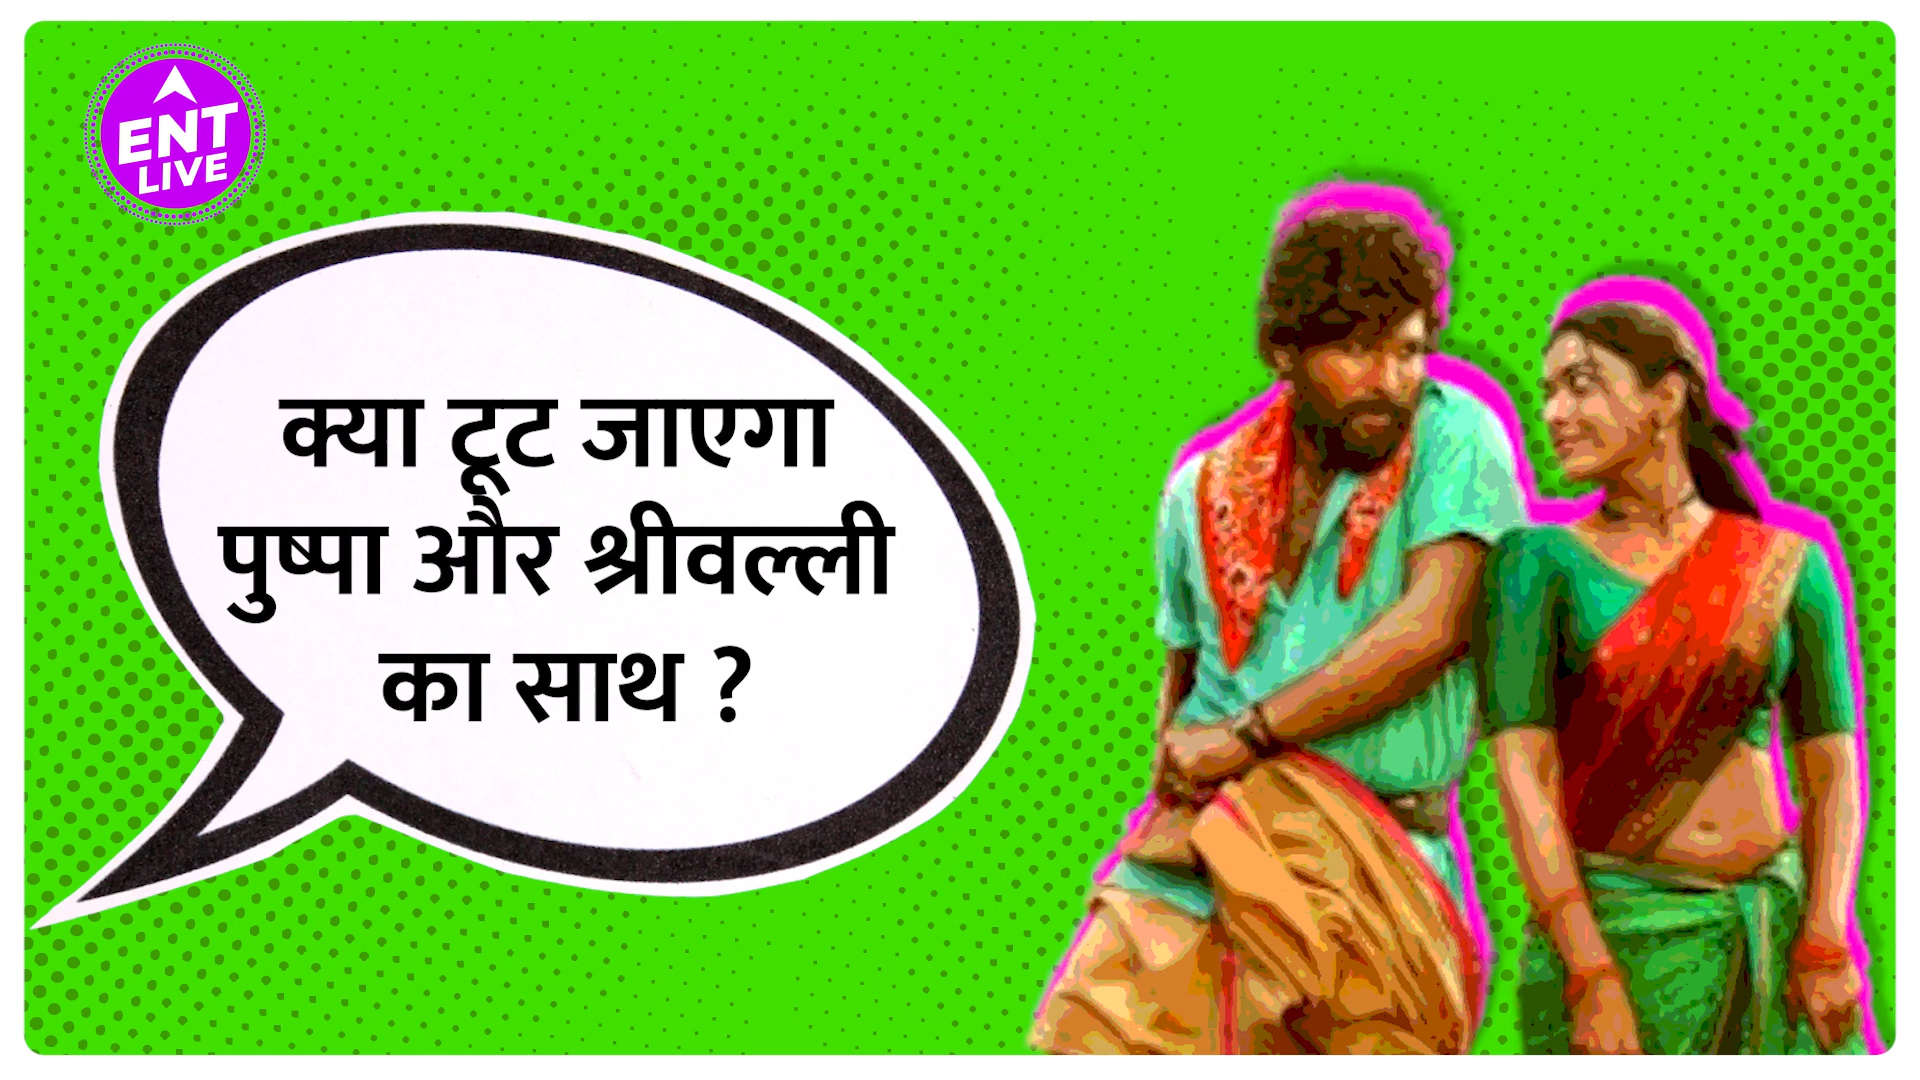 ENT
LIVE
क्या टूट जाएगा
पुष्पा और श्रीवल्ली
का साथ ?